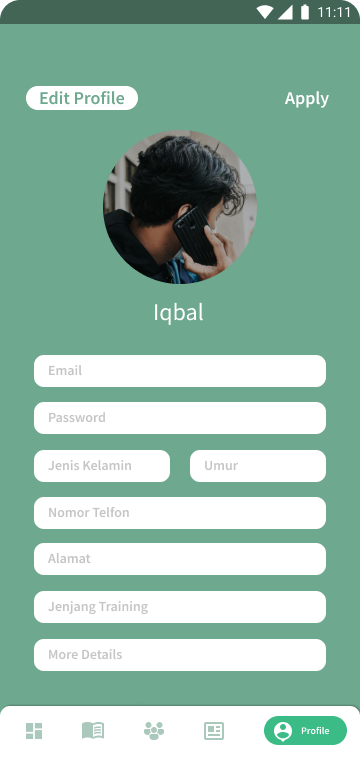 11:11
Edit Profile
Apply
Iqbal
Email
Password
Jenis Kelamin
Umur
Nomor Telfon
Alamat
Jenjang Training
More Details
Profile